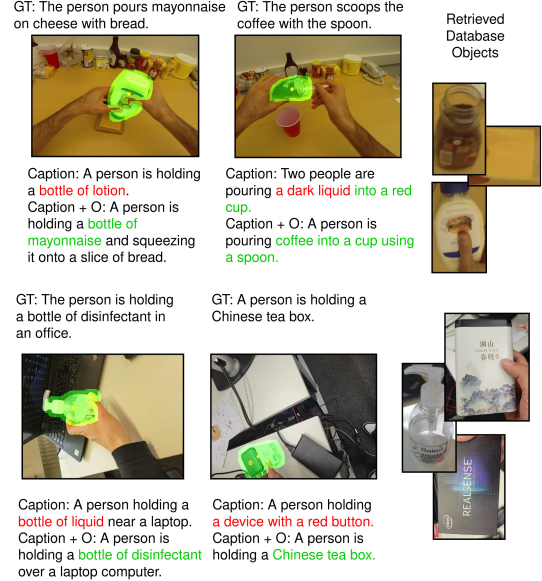 GT: The person pours mayonnaise
on cheese with bread.
GT: The person scoops the
coffee with the spoon.
Retrieved
Database
Objects
Caption: A person is holding
a bottle of lotion.
Caption + O: A person is
holding a bottle of
mayonnaise and squeezing
it onto a slice of bread.
Caption: Two people are
pouring a dark liquid into a red
cup.
Caption + O: A person is
pouring coffee into a cup using
a spoon.
GT: The person is holding
a bottle of disinfectant in
an office.
GT: A person is holding a
Chinese tea box.
湖山
春曉
REALSENSE
Caption: A person holding a
bottle of liquid near a laptop.
Caption + O: A person is
holding a bottle of disinfectant
over a laptop computer.
Caption: A person holding
a device with a red button.
Caption + O: A person is
holding a Chinese tea box.